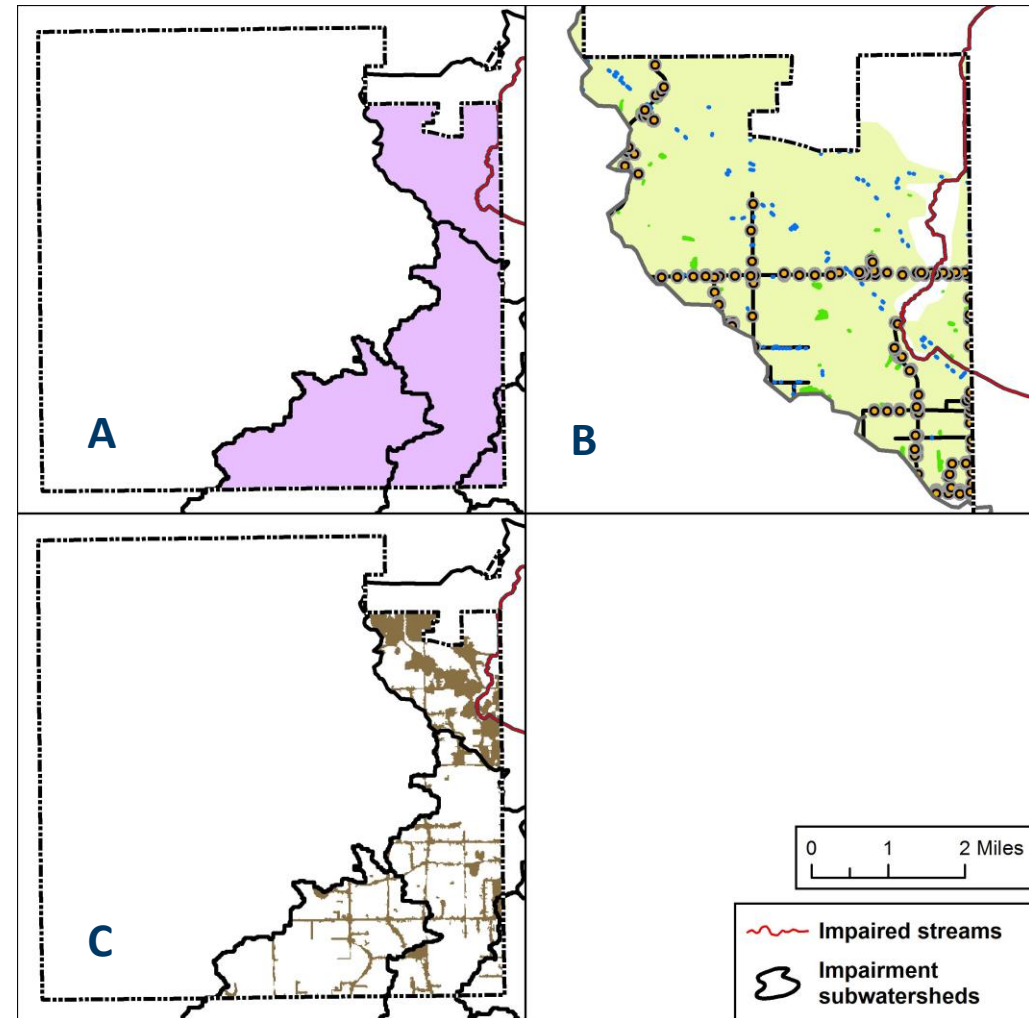 A
B
C
0 1 2 Miles
Impaired streams
Impairment
subwatersheds